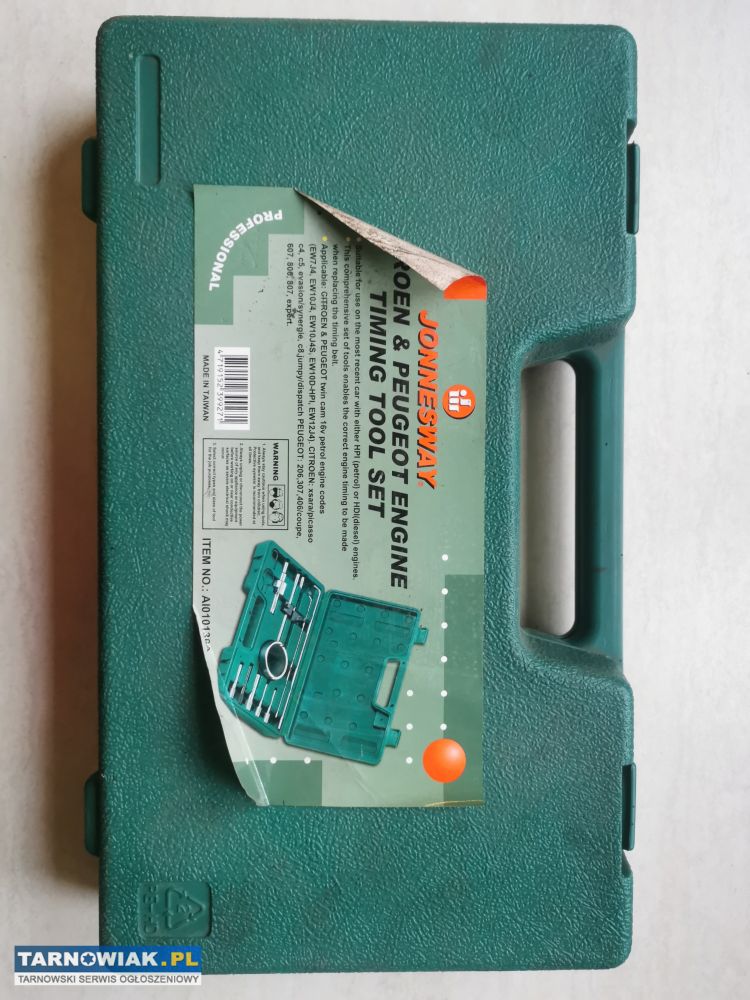 JONNESWAY
ROEN & PEUGEOT ENGINE
TIMING TOOL SET
Suitable for use on the most recent car with either HPI (petrol) or HDI(diesel) engines.
This comprehensive set of tools enables the correct engine timing to be made
when replacing the timing belt.
Applicable: CITROEN & PEUGEOT twin cam 16v petrol engine codes
(EW7J4, EW10J4, EW10J4S, EW10D-HPI, EW12J4). CITROEN: xsara/picasso
c4, c5, evasion/synergie, c8,jumpy/dispatch PEUGEOT: 206,307,406/coupe,
607, 806, 807, expert.
PROFESSIONAL
4 719152 399271
MADE IN TAIWAN
WARNING
ITEM NO.: AI0101
TARNOWIAK.PL
TARNOWSKI SERWIS OGŁOSZENIOWY